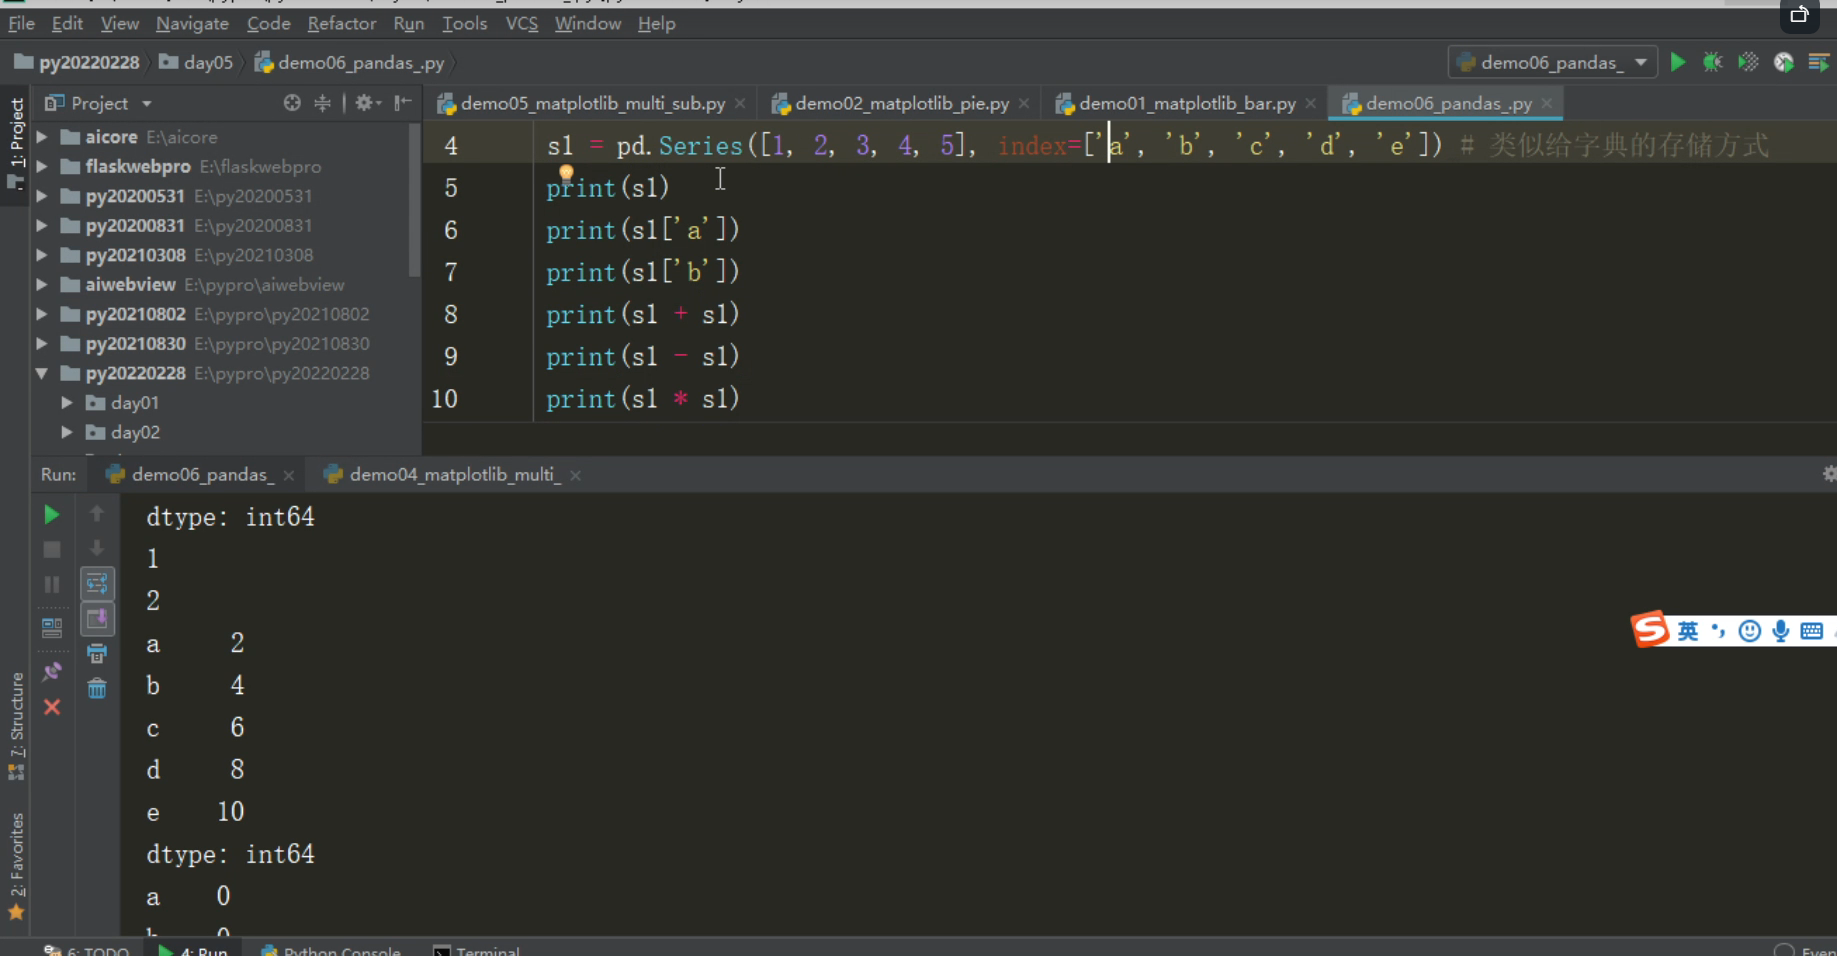 File Edit View Navigate Code Refactor Run Tools VCS Window Help
py20220228 day05 demo06_pandas_.py demo06_pandas_
Project demo05_matplotlib_multi_sub.py demo02_matplotlib_pie.py demo01_matplotlib_bar.py demo06_pandas_.py
1: Project
aicore E:\aicore
flaskwebpro E:\flaskwebpro
py20200531 E:\py20200531
py20200831 E:\py20200831
py20210308 E:\py20210308
aiwebview E:\pypro\aiwebview
py20210802 E:\pypro\py20210802
py20210830 E:\pypro\py20210830
py20220228 E:\pypro\py20220228
day01
day02
4 s1 = pd.Series([1, 2, 3, 4, 5], index=['a', 'b', 'c', 'd', 'e']) # 类似给字典的存储方式
5 print(s1)
6 print(s1['a'])
7 print(s1['b'])
8 print(s1 + s1)
9 print(s1 - s1)
10 print(s1 * s1)
Run: demo06_pandas_ demo04_matplotlib_multi_
dtype: int64
1
2
a 2
b 4
c 6
d 8
e 10
dtype: int64
a 0
b 0
7: Structure
2: Favorites
英
6: TODO 4: Run Python Console Terminal